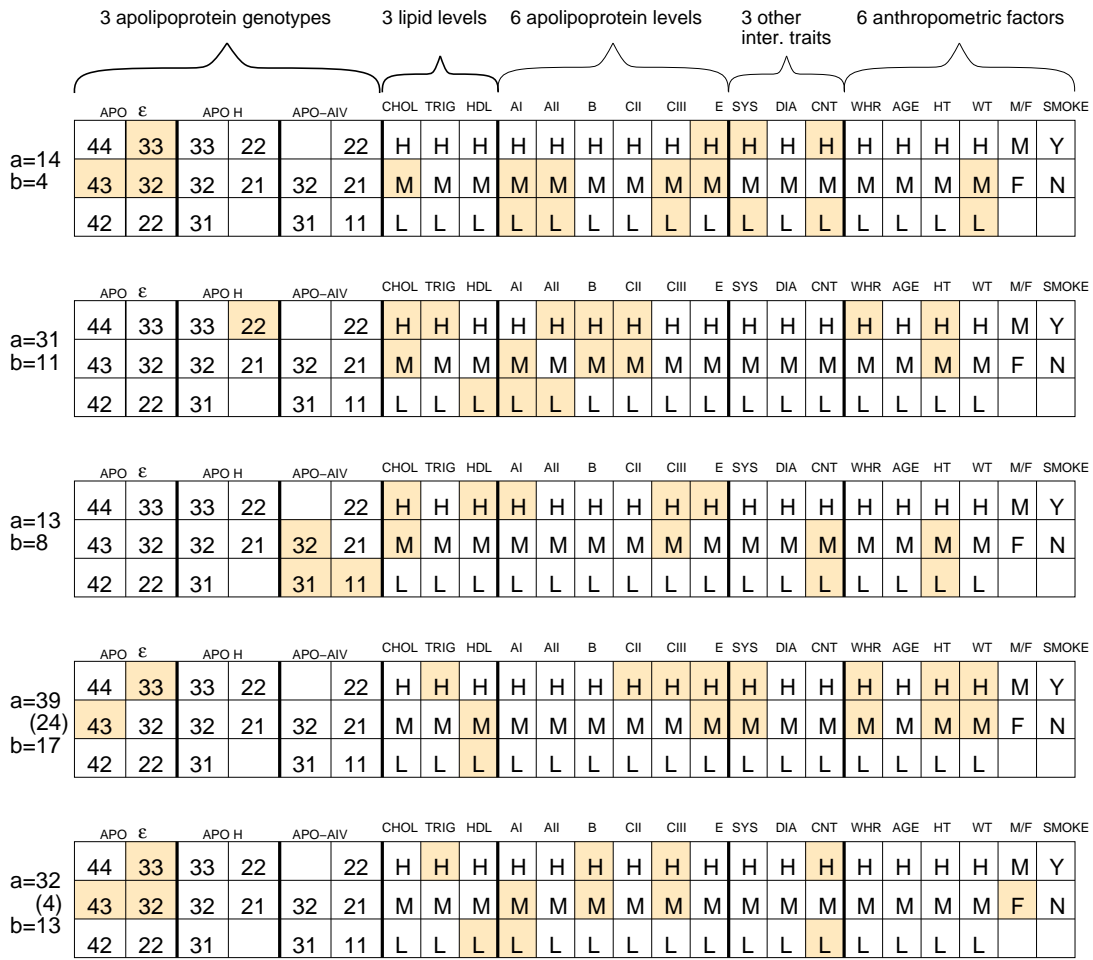 3 apolipoprotein genotypes 3 lipid levels 6 apolipoprotein levels 3 other inter. traits 6 anthropometric factors
APO ε APO H APO−AIV CHOL TRIG HDL AI AII B CII CIII E SYS DIA CNT WHR AGE HT WT M/F SMOKE
a=14
b=4
44 33 33 22 22 H H H H H H H H H H H H H H H H M Y
43 32 32 21 32 21 M M M M M M M M M M M M M M M M F N
42 22 31 31 11 L L L L L L L L L L L L L L L L
APO ε APO H APO−AIV CHOL TRIG HDL AI AII B CII CIII E SYS DIA CNT WHR AGE HT WT M/F SMOKE
a=31
b=11
44 33 33 22 22 H H H H H H H H H H H H H H H H M Y
43 32 32 21 32 21 M M M M M M M M M M M M M M M M F N
42 22 31 31 11 L L L L L L L L L L L L L L L L
APO ε APO H APO−AIV CHOL TRIG HDL AI AII B CII CIII E SYS DIA CNT WHR AGE HT WT M/F SMOKE
a=13
b=8
44 33 33 22 22 H H H H H H H H H H H H H H H H M Y
43 32 32 21 32 21 M M M M M M M M M M M M M M M M F N
42 22 31 31 11 L L L L L L L L L L L L L L L L
APO ε APO H APO−AIV CHOL TRIG HDL AI AII B CII CIII E SYS DIA CNT WHR AGE HT WT M/F SMOKE
a=39
(24)
b=17
44 33 33 22 22 H H H H H H H H H H H H H H H H M Y
43 32 32 21 32 21 M M M M M M M M M M M M M M M M F N
42 22 31 31 11 L L L L L L L L L L L L L L L L
APO ε APO H APO−AIV CHOL TRIG HDL AI AII B CII CIII E SYS DIA CNT WHR AGE HT WT M/F SMOKE
a=32
(4)
b=13
44 33 33 22 22 H H H H H H H H H H H H H H H H M Y
43 32 32 21 32 21 M M M M M M M M M M M M M M M M F N
42 22 31 31 11 L L L L L L L L L L L L L L L L